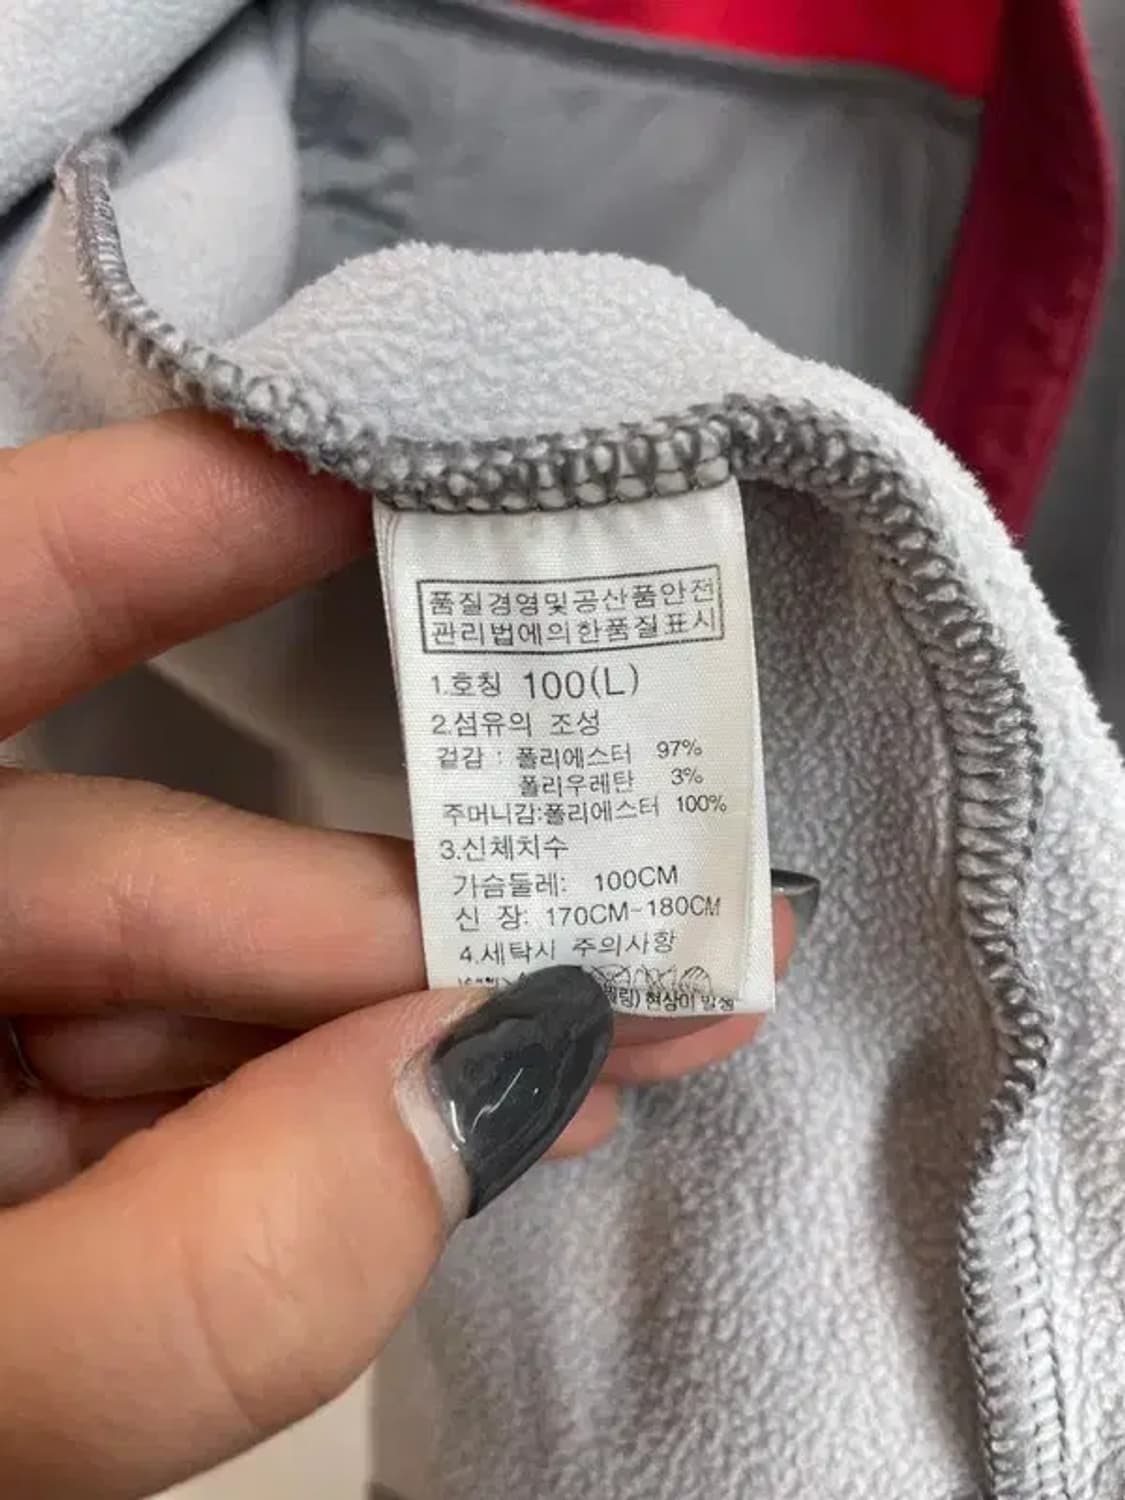 품질경영및공산품안전
관리법에의한품질표시
1.호칭 100(L)
2.섬유의 조성
겉감 : 폴리에스터 97%
폴리우레탄 3%
주머니감:폴리에스터 100%
3.신체치수
가슴둘레: 100CM
신 장: 170CM-180CM
4.세탁시 주의사항
현상이